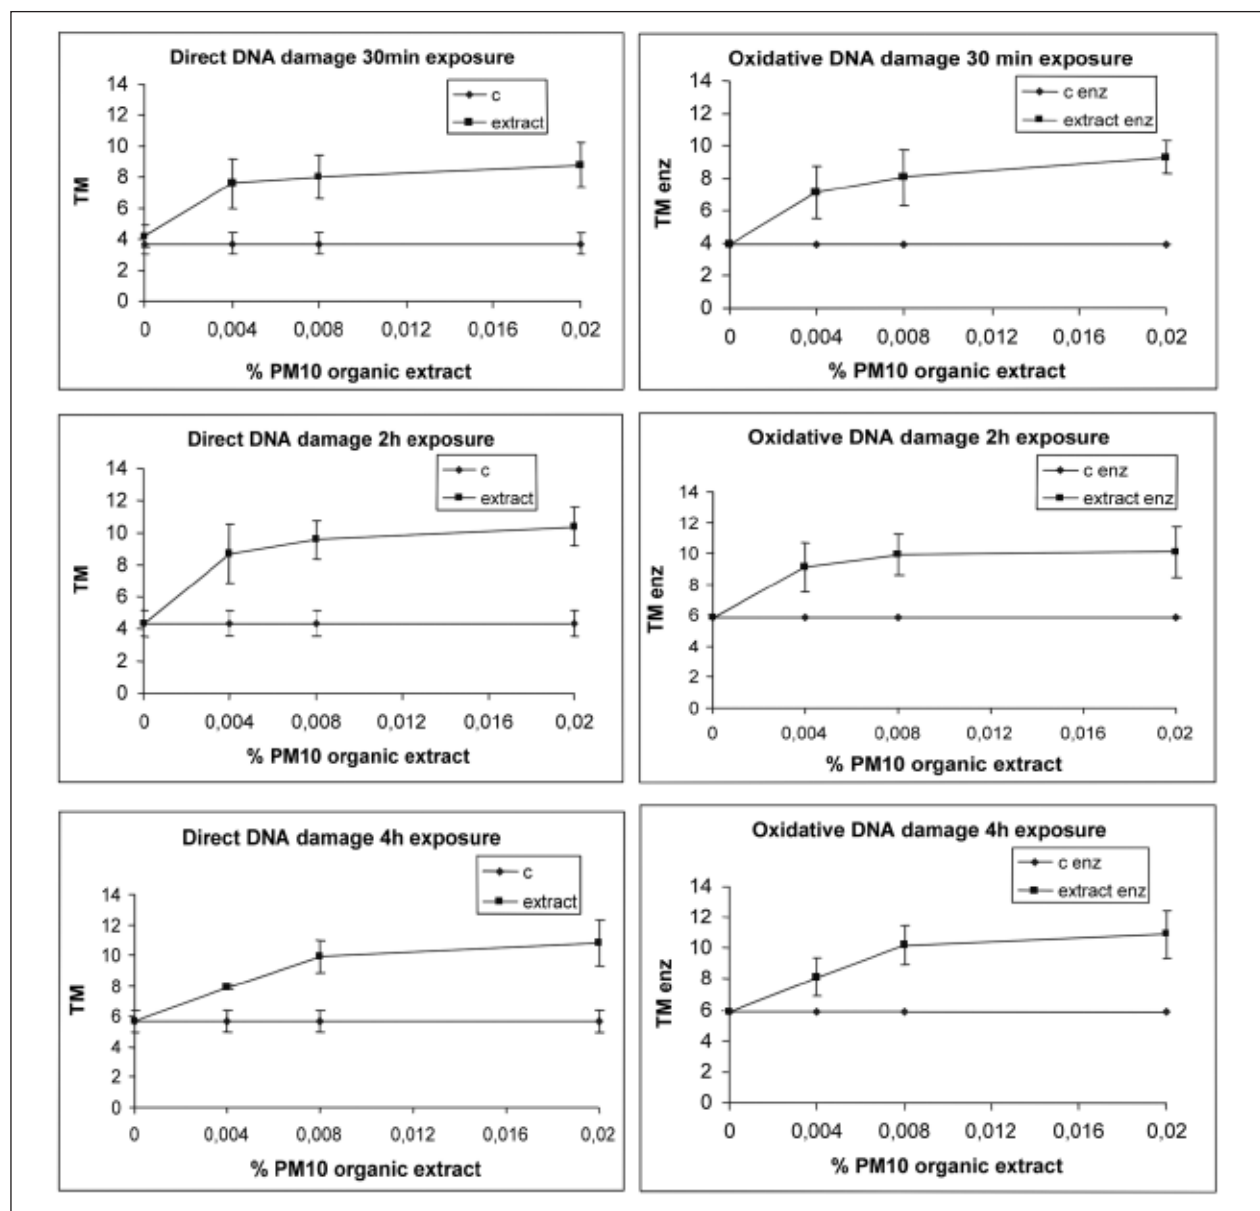 Direct DNA damage 30min exposure
c
extract
14
12
10
8
6
4
2
0
TM
0 0,004 0,008 0,012 0,016 0,02
% PM10 organic extract
Oxidative DNA damage 30 min exposure
c enz
extract enz
14
12
10
8
6
4
2
0
TM enz
0 0,004 0,008 0,012 0,016 0,02
% PM10 organic extract
Direct DNA damage 2h exposure
c
extract
14
12
10
8
6
4
2
0
TM
0 0,004 0,008 0,012 0,016 0,02
% PM10 organic extract
Oxidative DNA damage 2h exposure
c enz
extract enz
14
12
10
8
6
4
2
0
TM enz
0 0,004 0,008 0,012 0,016 0,02
% PM10 organic extract
Direct DNA damage 4h exposure
c
extract
14
12
10
8
6
4
2
0
TM
0 0,004 0,008 0,012 0,016 0,02
% PM10 organic extract
Oxidative DNA damage 4h exposure
c enz
extract enz
14
12
10
8
6
4
2
0
TM enz
0 0,004 0,008 0,012 0,016 0,02
% PM10 organic extract